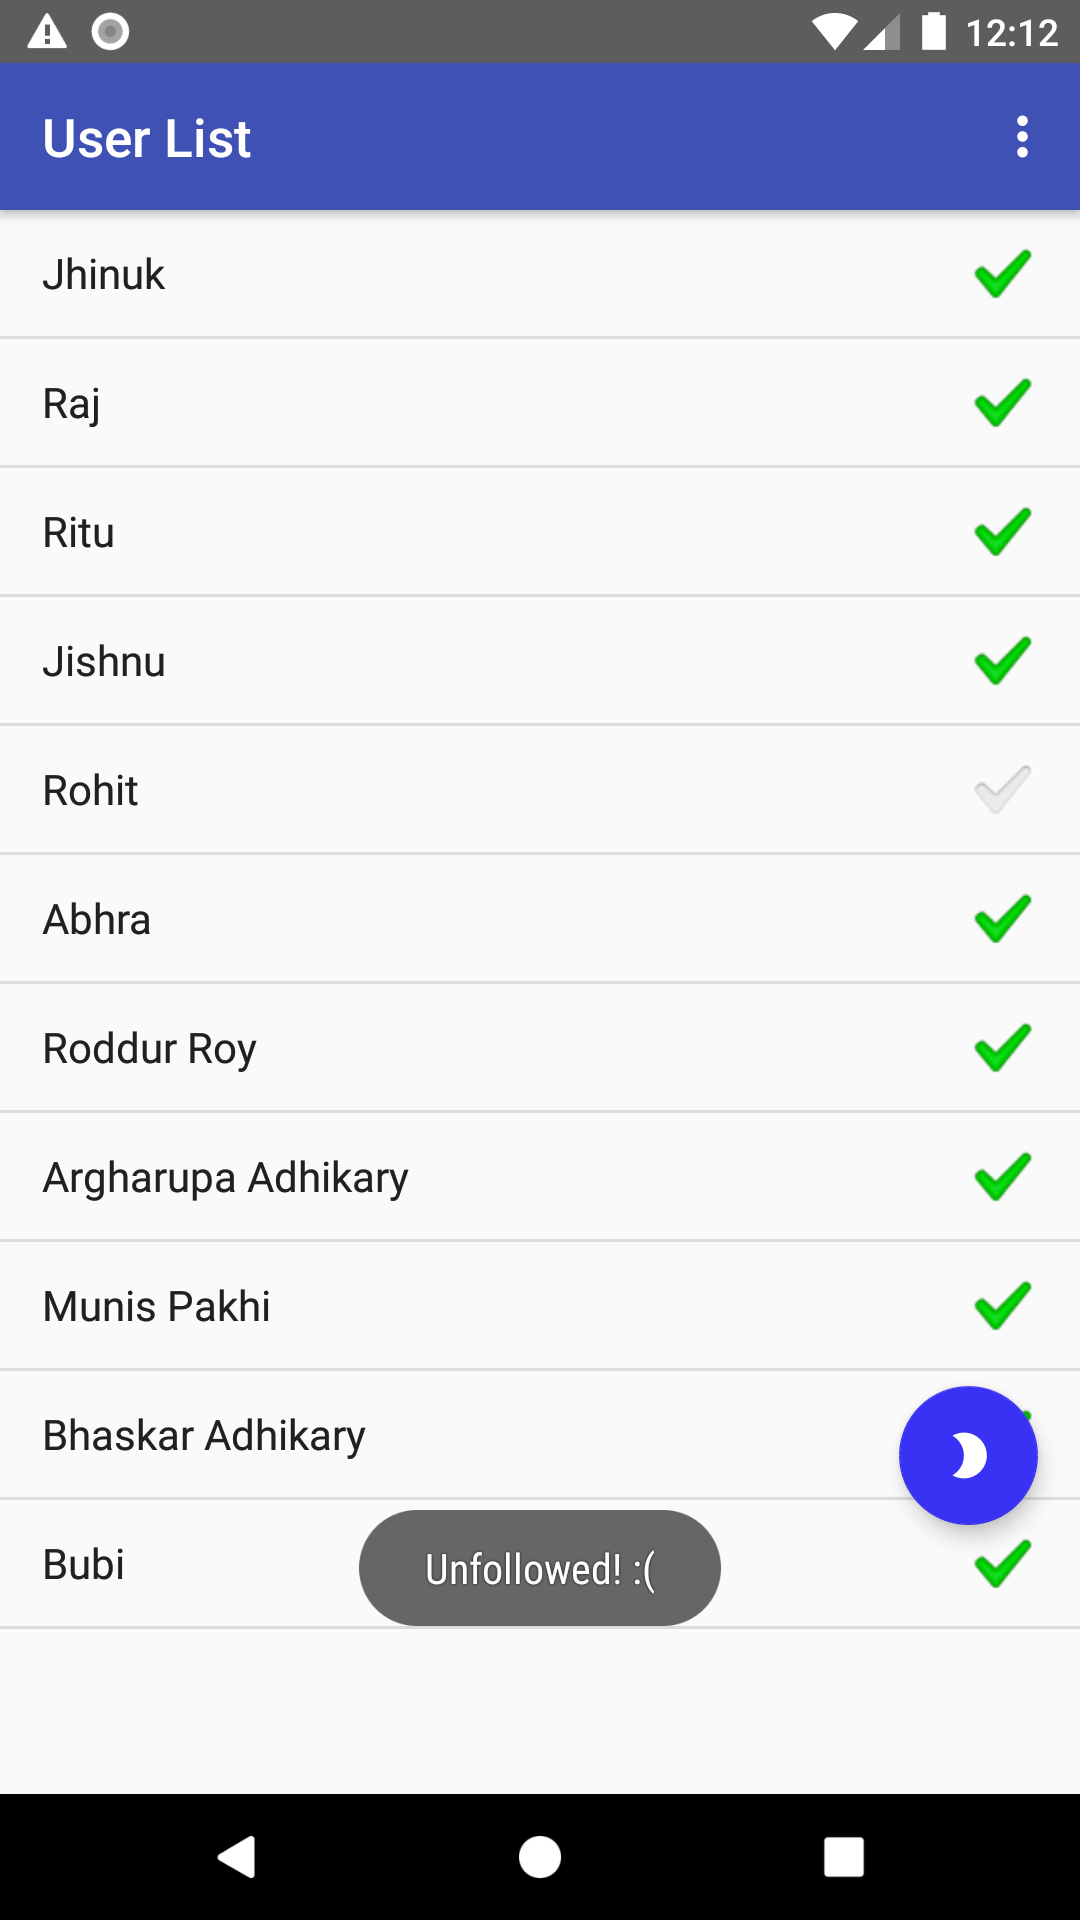 12:12
User List
Jhinuk
Raj
Ritu
Jishnu
Rohit
Abhra
Roddur Roy
Argharupa Adhikary
Munis Pakhi
Bhaskar Adhikary
Bubi
Unfollowed! :(